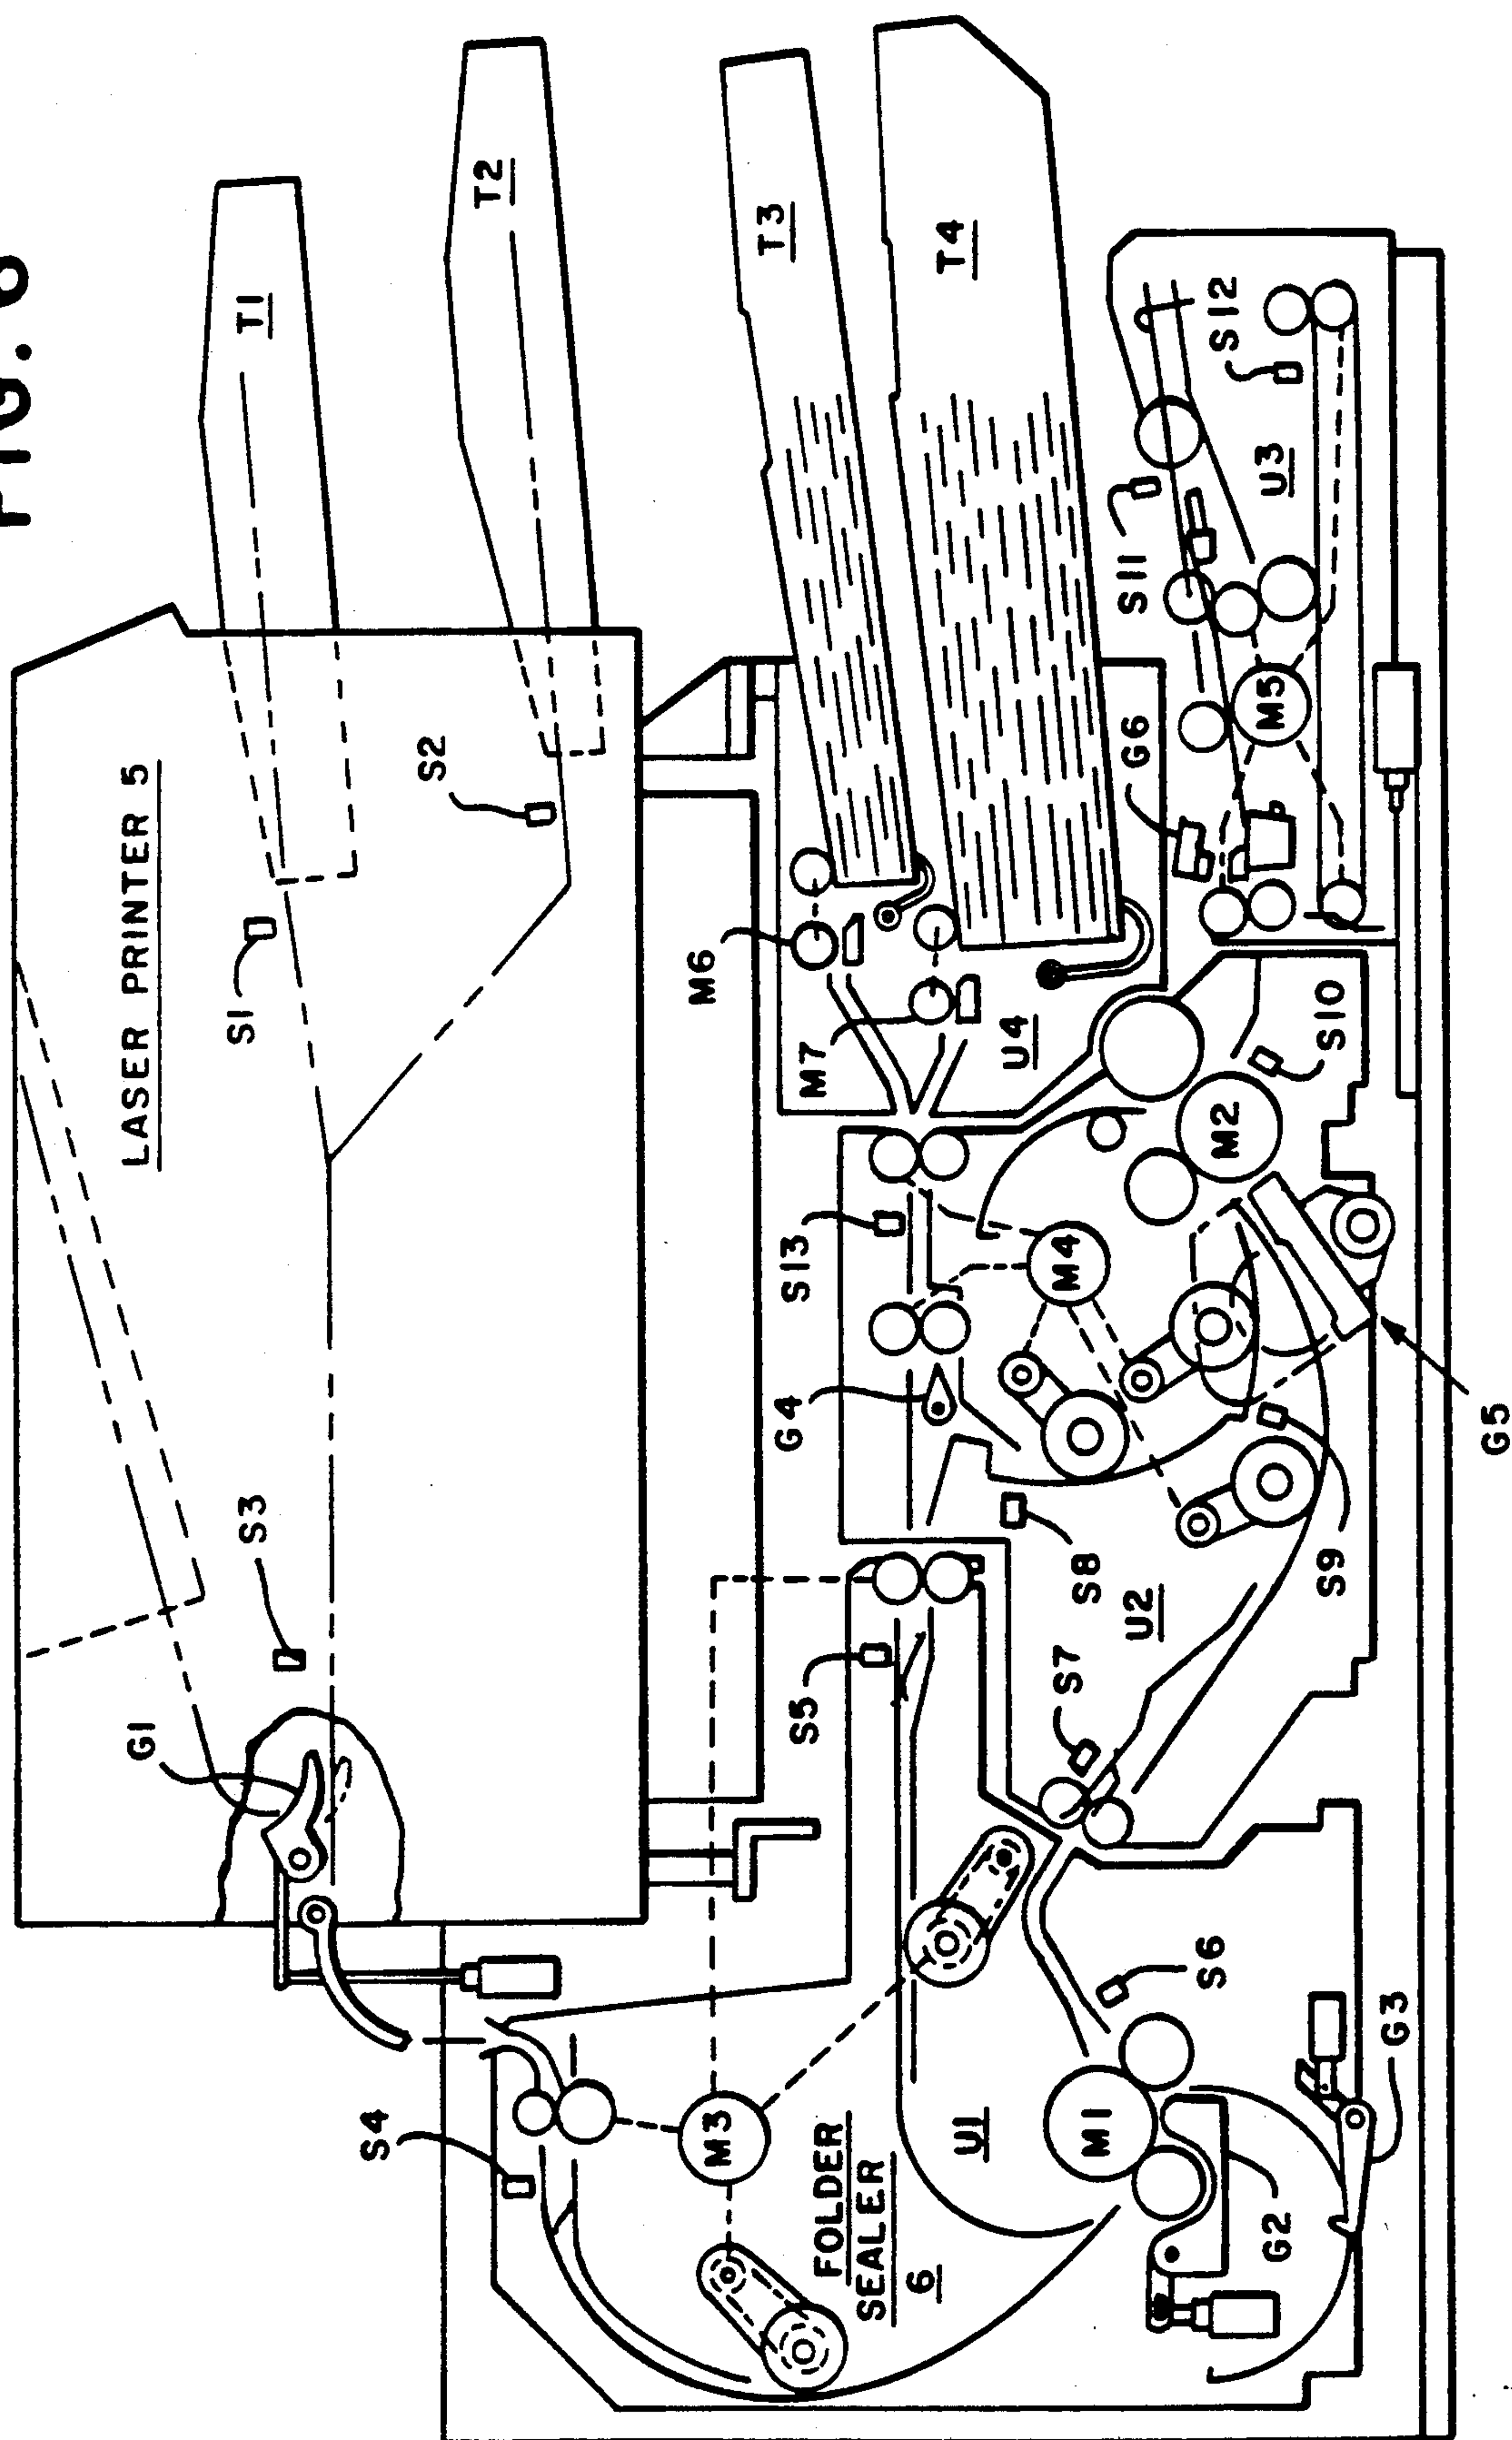 FIG.
LASER PRINTER 5
G1
S3
S1
T1
S4
S2
T2
M3
M6
FOLDER
SEALER
6
S5
G4
S13
M7
T3
U1
T4
M1
S7
S8
M4
U4
U2
S6
G6
S11
G2
M2
S12
M5
U3
S9
S10
G3
G5